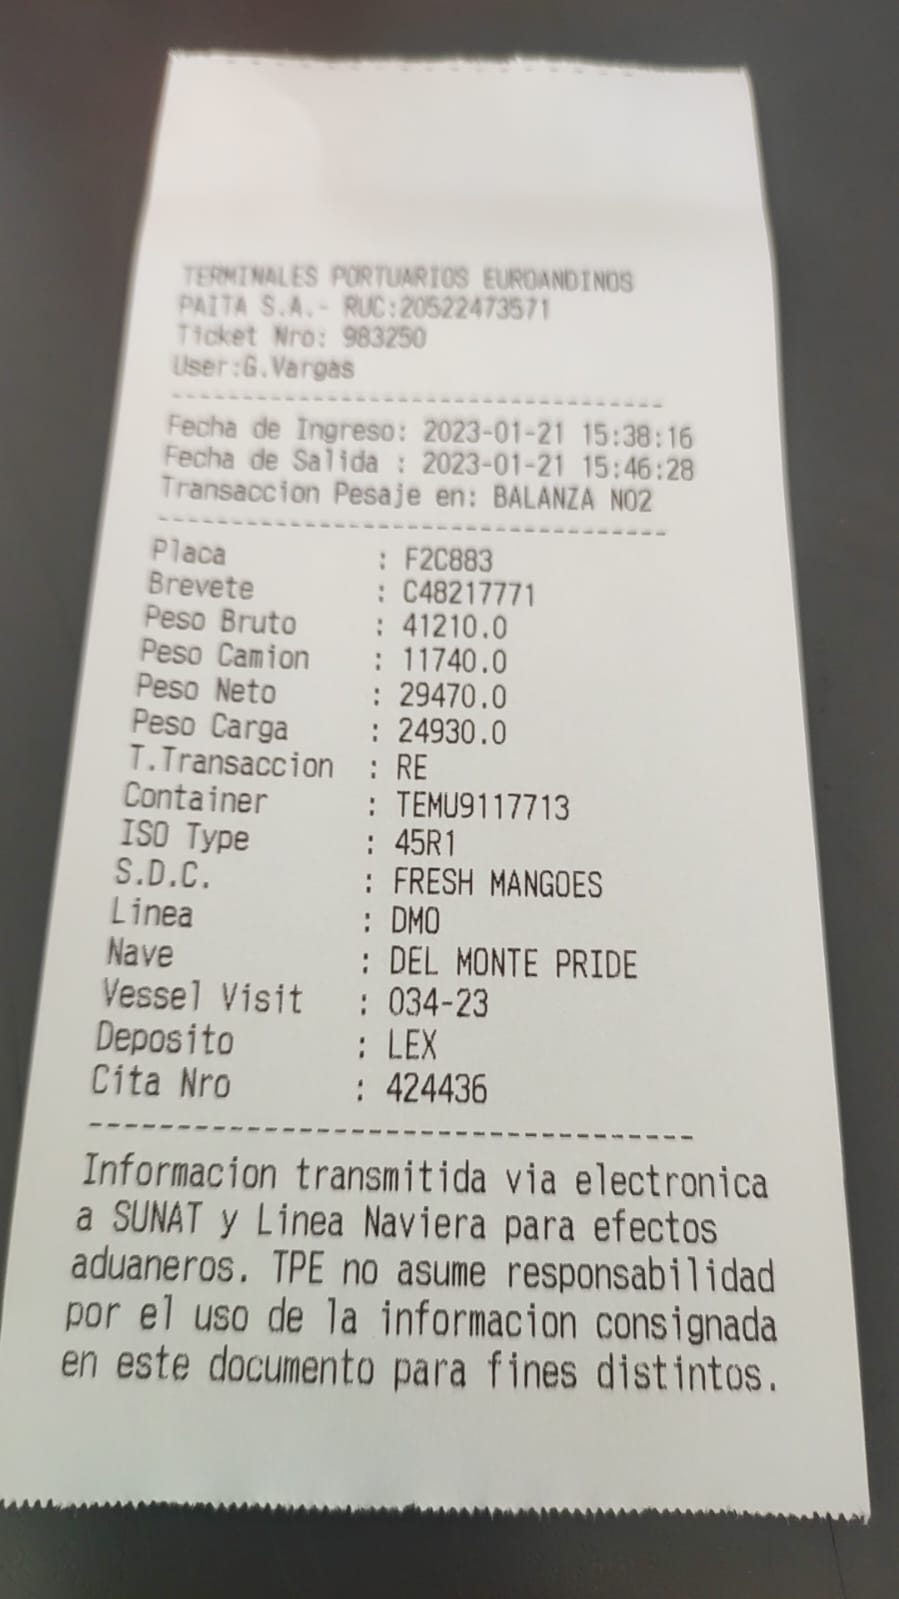 TERMINALES PORTUARIOS EUROANDINOS
PAITA S.A.- RUC:20522473571
Ticket Nro: 983250
User:G.Vargas
Fecha de Ingreso: 2023-01-21 15:38:16
Fecha de Salida : 2023-01-21 15:46:28
Transaccion Pesaje en: BALANZA NO2
Placa : F2C883
Brevete : C48217771
Peso Bruto : 41210.0
Peso Camion : 11740.0
Peso Neto : 29470.0
Peso Carga : 24930.0
T.Transaccion : RE
Container : TEMU9117713
ISO Type : 45R1
S.D.C. : FRESH MANGOES
Linea : DMO
Nave : DEL MONTE PRIDE
Vessel Visit : 034-23
Deposito : LEX
Cita Nro : 424436
Informacion transmitida via electronica
a SUNAT y Linea Naviera para efectos
aduaneros. TPE no asume responsabilidad
por el uso de la informacion consignada
en este documento para fines distintos.